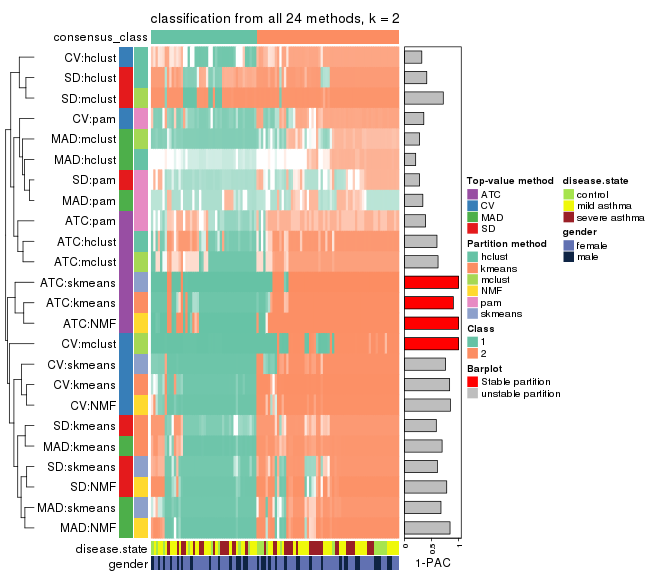 classification from all 24 methods, k = 2
consensus_class
CV:hclust
SD:hclust
SD:mclust
CV:pam
MAD:mclust
MAD:hclust
SD:pam
MAD:pam
ATC:pam
ATC:hclust
ATC:mclust
ATC:skmeans
ATC:kmeans
ATC:NMF
CV:mclust
CV:skmeans
CV:kmeans
CV:NMF
SD:kmeans
MAD:kmeans
SD:skmeans
SD:NMF
MAD:skmeans
MAD:NMF
disease.state
gender
0
0.5
1
1-PAC
Top-value method
ATC
CV
MAD
SD
Partition method
hclust
kmeans
mclust
NMF
pam
skmeans
Class
1
2
Barplot
Stable partition
unstable partition
disease.state
control
mild asthma
severe asthma
gender
female
male